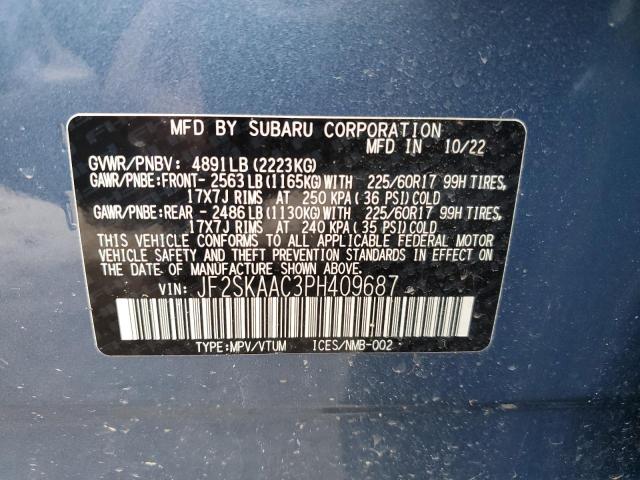 MFD BY SUBARU CORPORATION
MFD IN 10/22
GVWR/PNBV: 4891LB (2223KG)
GAWR/PNBE:FRONT- 2563LB (1165KG) WITH 225/60R17 99H TIRES,
17X7J RIMS AT 250 KPA ( 36 PSI) COLD
GAWR/PNBE:REAR - 2486LB (1130KG) WITH 225/60R17 99H TIRES,
17X7J RIMS AT 240 KPA ( 35 PSI) COLD
THIS VEHICLE CONFORMS TO ALL APPLICABLE FEDERAL MOTOR
VEHICLE SAFETY AND THEFT PREVENTION STANDARDS IN EFFECT ON
THE DATE OF MANUFACTURE SHOWN ABOVE.
VIN: JF2SKAAC3PH409687
TYPE:MPV/VTUM ICES/NMB-002